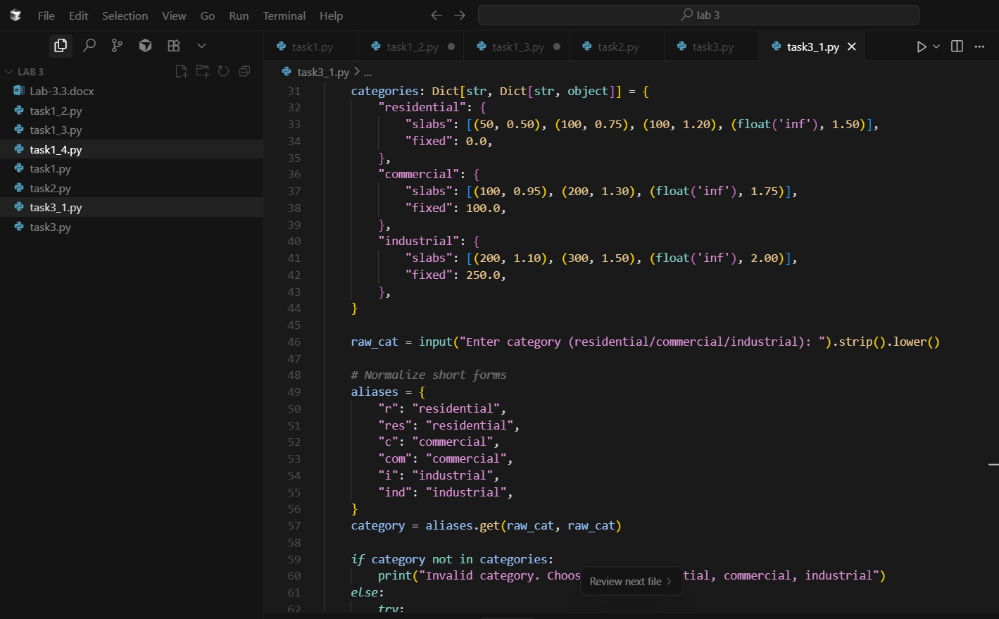 File Edit Selection View Go Run Terminal Help
lab 3
task1.py task1_2.py task1_3.py task2.py task3.py task3_1.py
LAB 3
Lab-3.3.docx
task1_2.py
task1_3.py
task1_4.py
task1.py
task2.py
task3_1.py
task3.py
task3_1.py > ...
31 categories: Dict[str, Dict[str, object]] = {
32 "residential": {
33 "slabs": [(50, 0.50), (100, 0.75), (100, 1.20), (float('inf'), 1.50)],
34 "fixed": 0.0,
35 },
36 "commercial": {
37 "slabs": [(100, 0.95), (200, 1.30), (float('inf'), 1.75)],
38 "fixed": 100.0,
39 },
40 "industrial": {
41 "slabs": [(200, 1.10), (300, 1.50), (float('inf'), 2.00)],
42 "fixed": 250.0,
43 },
44 }
45
46 raw_cat = input("Enter category (residential/commercial/industrial): ").strip().lower()
47
48 # Normalize short forms
49 aliases = {
50 "r": "residential",
51 "res": "residential",
52 "c": "commercial",
53 "com": "commercial",
54 "i": "industrial",
55 "ind": "industrial",
56 }
57 category = aliases.get(raw_cat, raw_cat)
58
59 if category not in categories:
60 print("Invalid category. Choos tial, commercial, industrial")
Review next file >
61 else:
62 try: